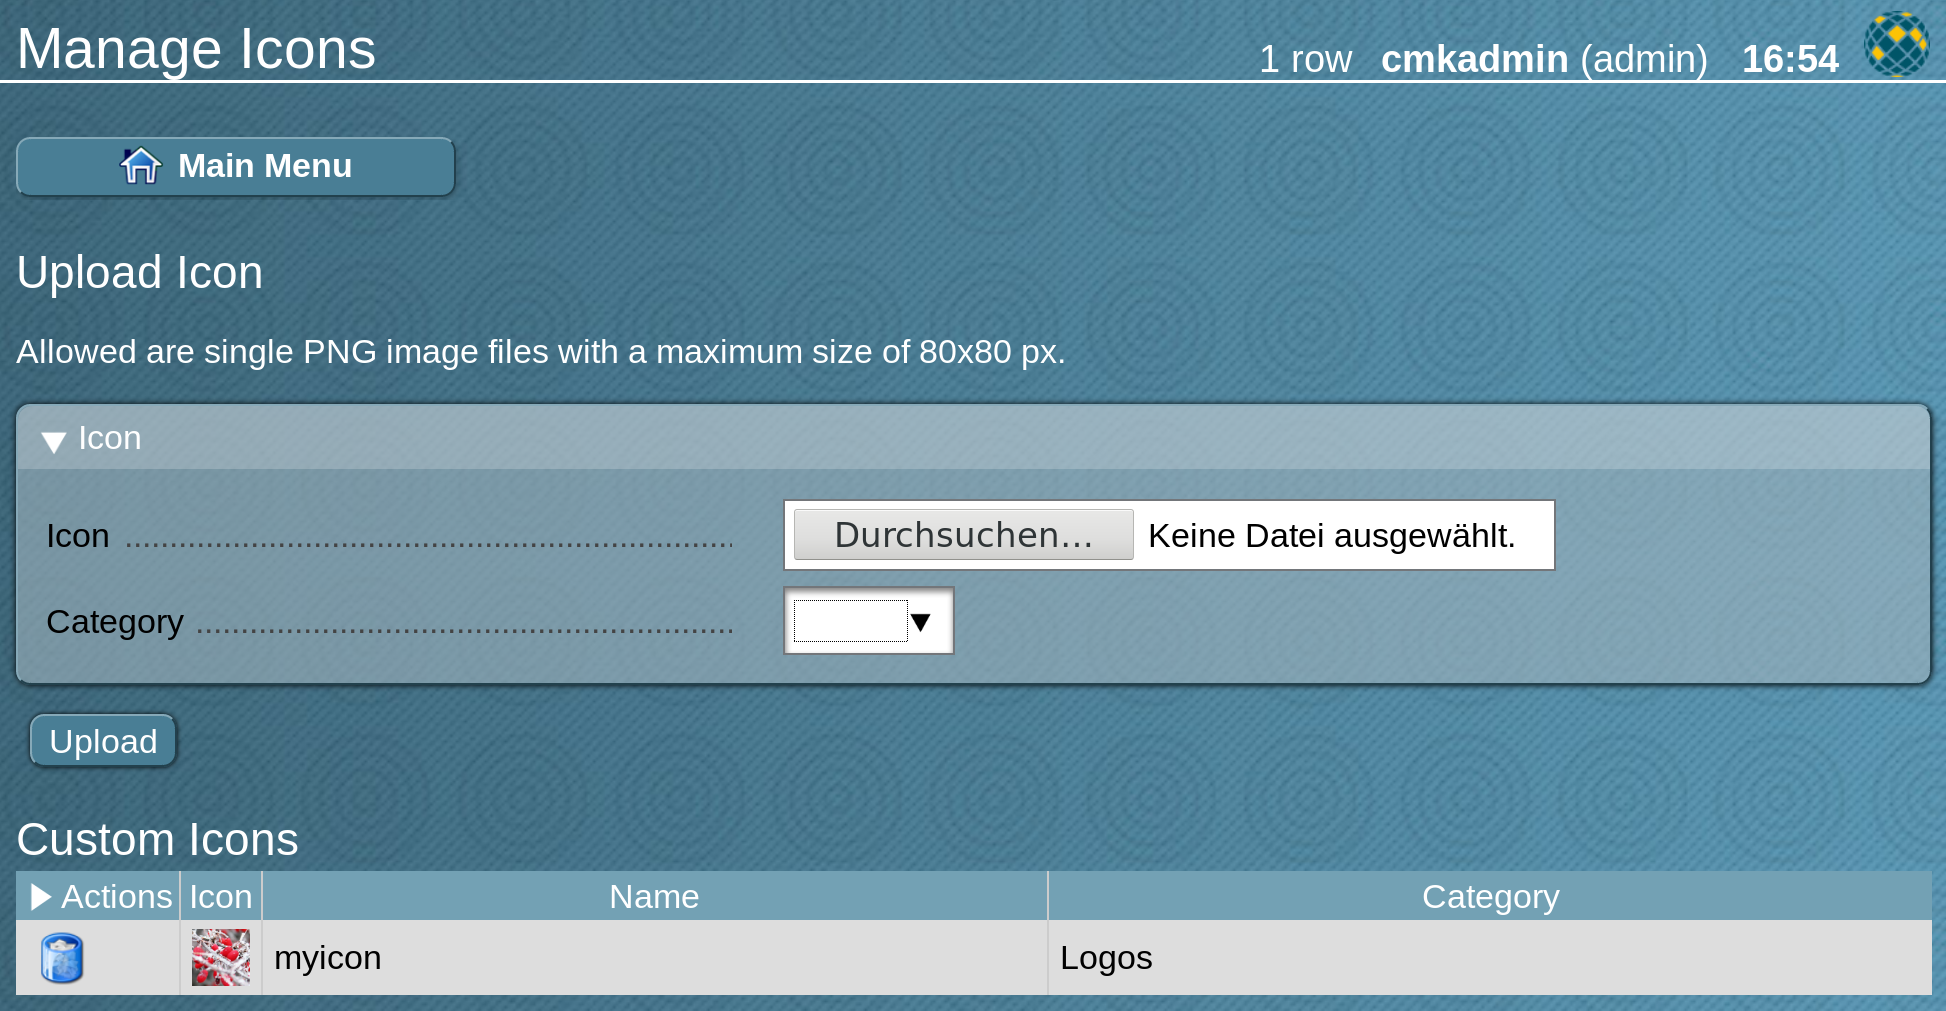 Manage Icons
1 row cmkadmin (admin) 16:54
Main Menu
Upload Icon
Allowed are single PNG image files with a maximum size of 80x80 px.
Icon
Icon
Durchsuchen... Keine Datei ausgewählt.
Category
Upload
Custom Icons
Actions Icon Name Category
myicon Logos